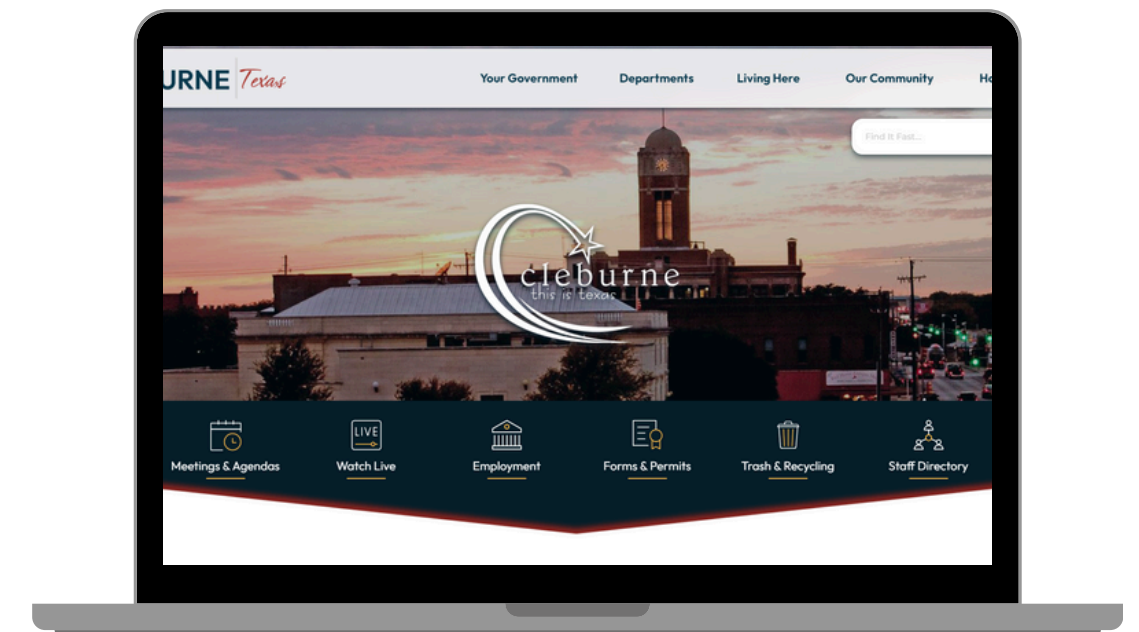 URNE Texas
Your Government Departments Living Here Our Community Ho
Find It Fast...
cleburne
this is texas
LIVE
Meetings & Agendas Watch Live Employment Forms & Permits Trash & Recycling Staff Directory